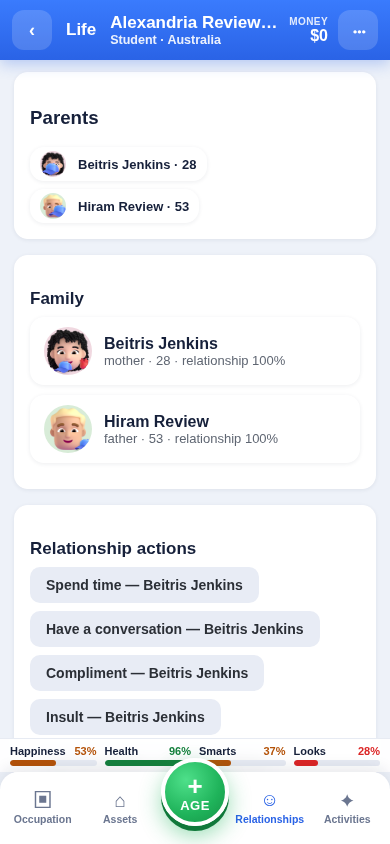 Life
Alexandria Review…
Student · Australia
MONEY
$0
Parents
Beitris Jenkins · 28
Hiram Review · 53
Family
Beitris Jenkins
mother · 28 · relationship 100%
Hiram Review
father · 53 · relationship 100%
Relationship actions
Spend time — Beitris Jenkins
Have a conversation — Beitris Jenkins
Compliment — Beitris Jenkins
Insult — Beitris Jenkins
Happiness 53% Health 96% Smarts 37% Looks 28%
+
AGE
Occupation Assets Relationships Activities